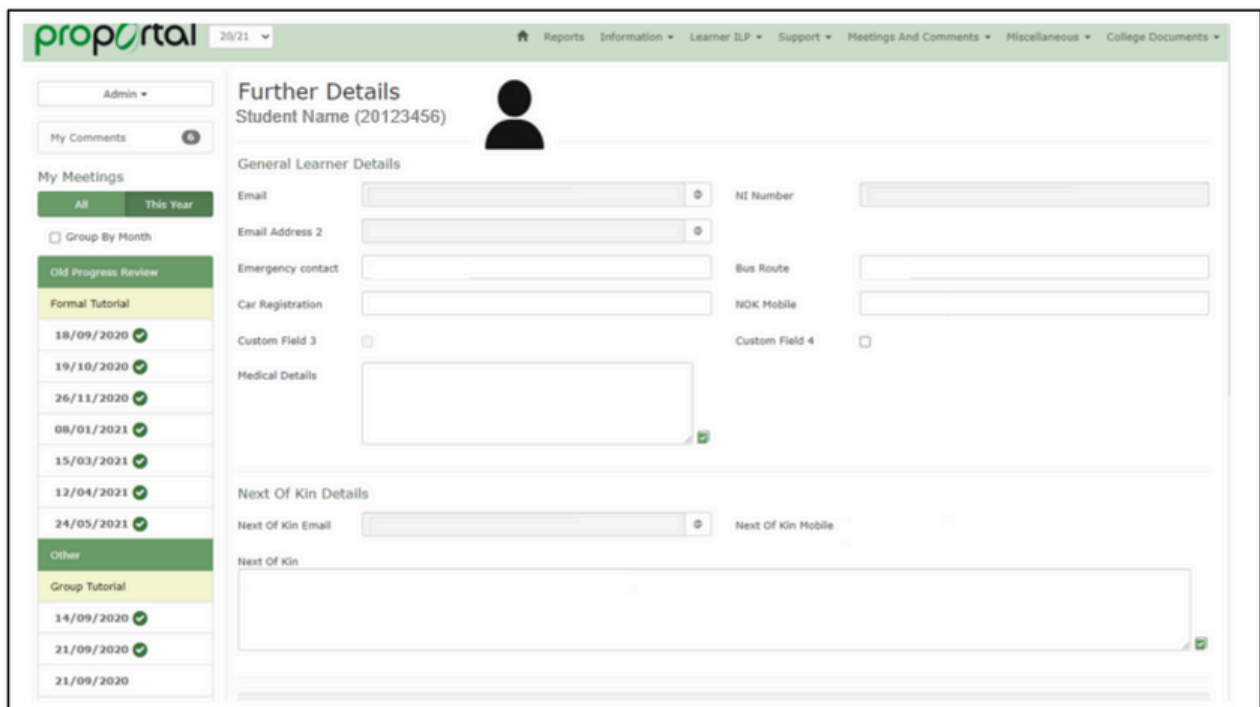 proportal 20/21 Reports Information Learner ILP Support Meetings And Comments Miscellaneous College Documents
Admin
My Comments 6
My Meetings
All This Year
Group By Month
Old Progress Review
Formal Tutorial
18/09/2020
19/10/2020
26/11/2020
08/01/2021
15/03/2021
12/04/2021
24/05/2021
Other
Group Tutorial
14/09/2020
21/09/2020
21/09/2020
Further Details
Student Name (20123456)
General Learner Details
Email NI Number
Email Address 2
Emergency contact Bus Route
Car Registration NOK Mobile
Custom Field 3 Custom Field 4
Medical Details
Next Of Kin Details
Next Of Kin Email Next Of Kin Mobile
Next Of Kin